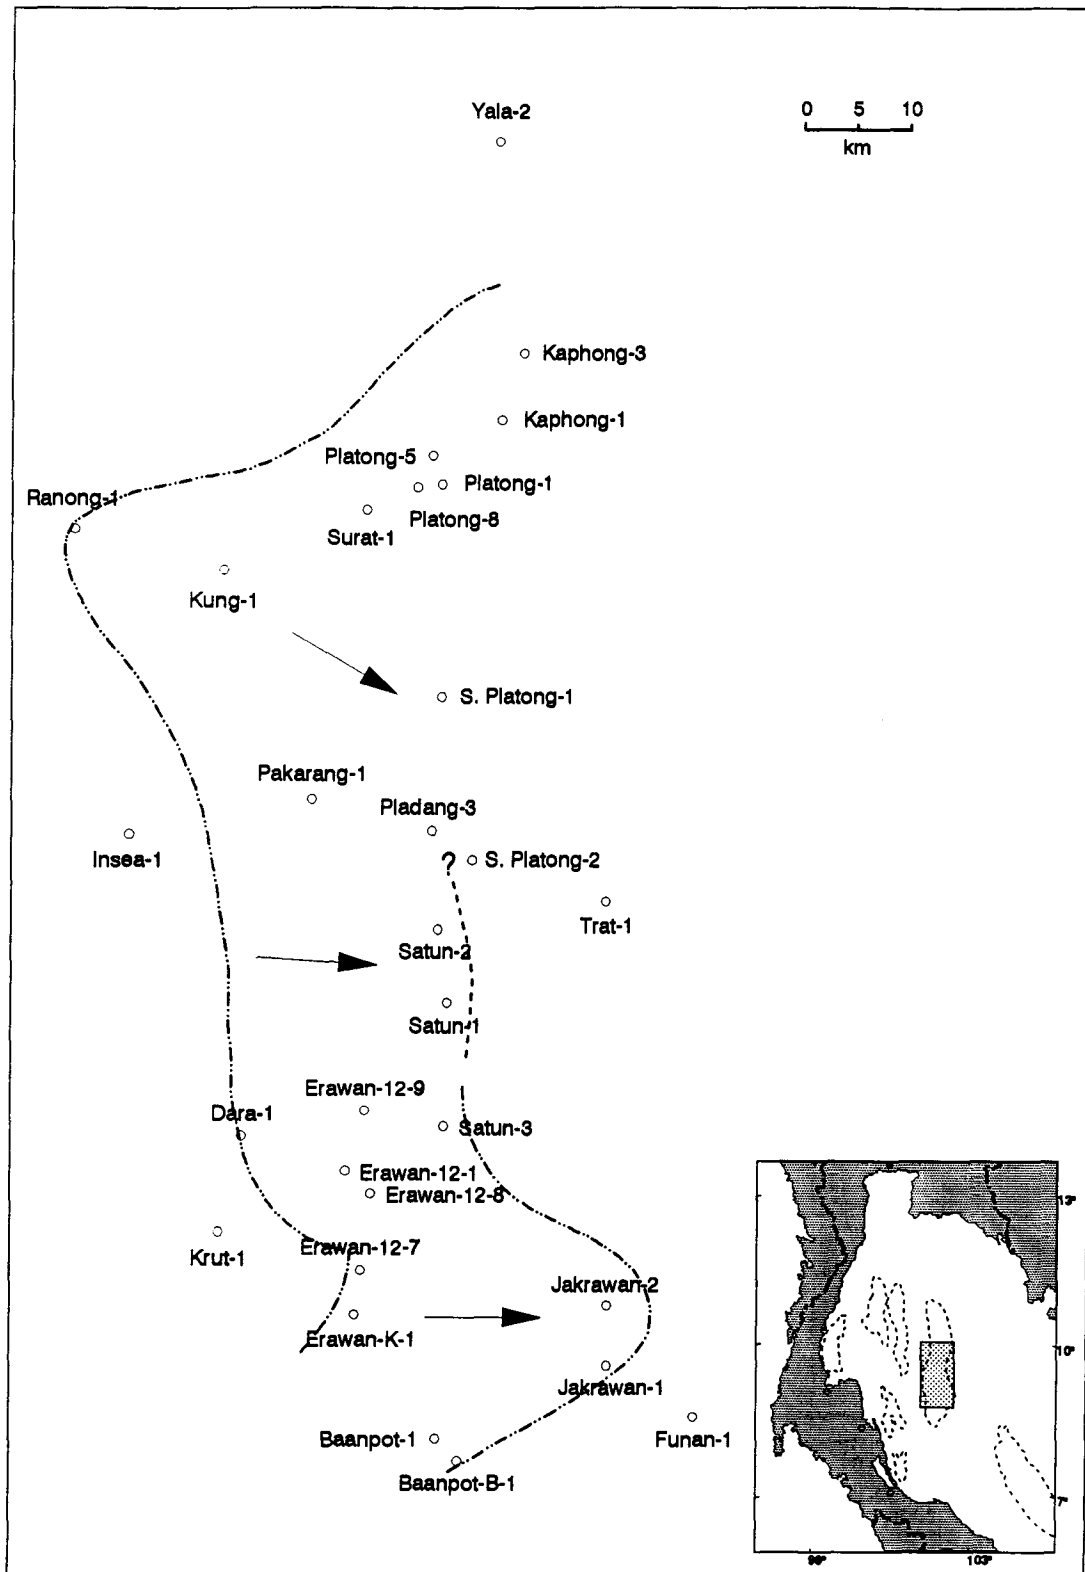 Yala-2
0 5 10
km
Kaphong-3
Kaphong-1
Platong-5
Platong-1
Ranong-1
Platong-8
Surat-1
Kung-1
S. Platong-1
Pakarang-1
Pladang-3
Insea-1
? S. Platong-2
Trat-1
Satun-2
Satun-1
Erawan-12-9
Dara-1
Satun-3
Erawan-12-1
Erawan-12-8
Krut-1
Erawan-12-7
Jakrawan-2
Erawan-K-1
Jakrawan-1
Baanpot-1
Funan-1
Baanpot-B-1
13°
10°
7°
99°
103°